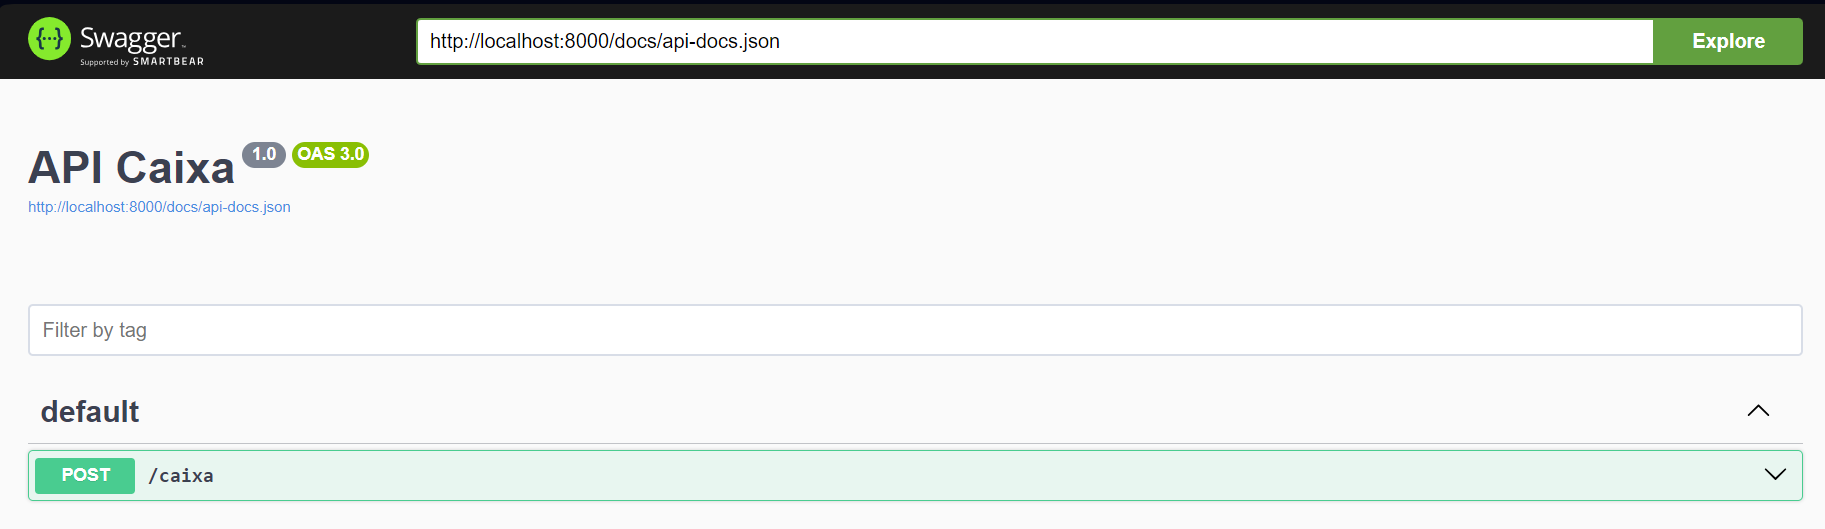 Swagger
Supported by SMARTBEAR
http://localhost:8000/docs/api-docs.json
Explore
API Caixa 1.0 OAS 3.0
http://localhost:8000/docs/api-docs.json
Filter by tag
default
POST /caixa